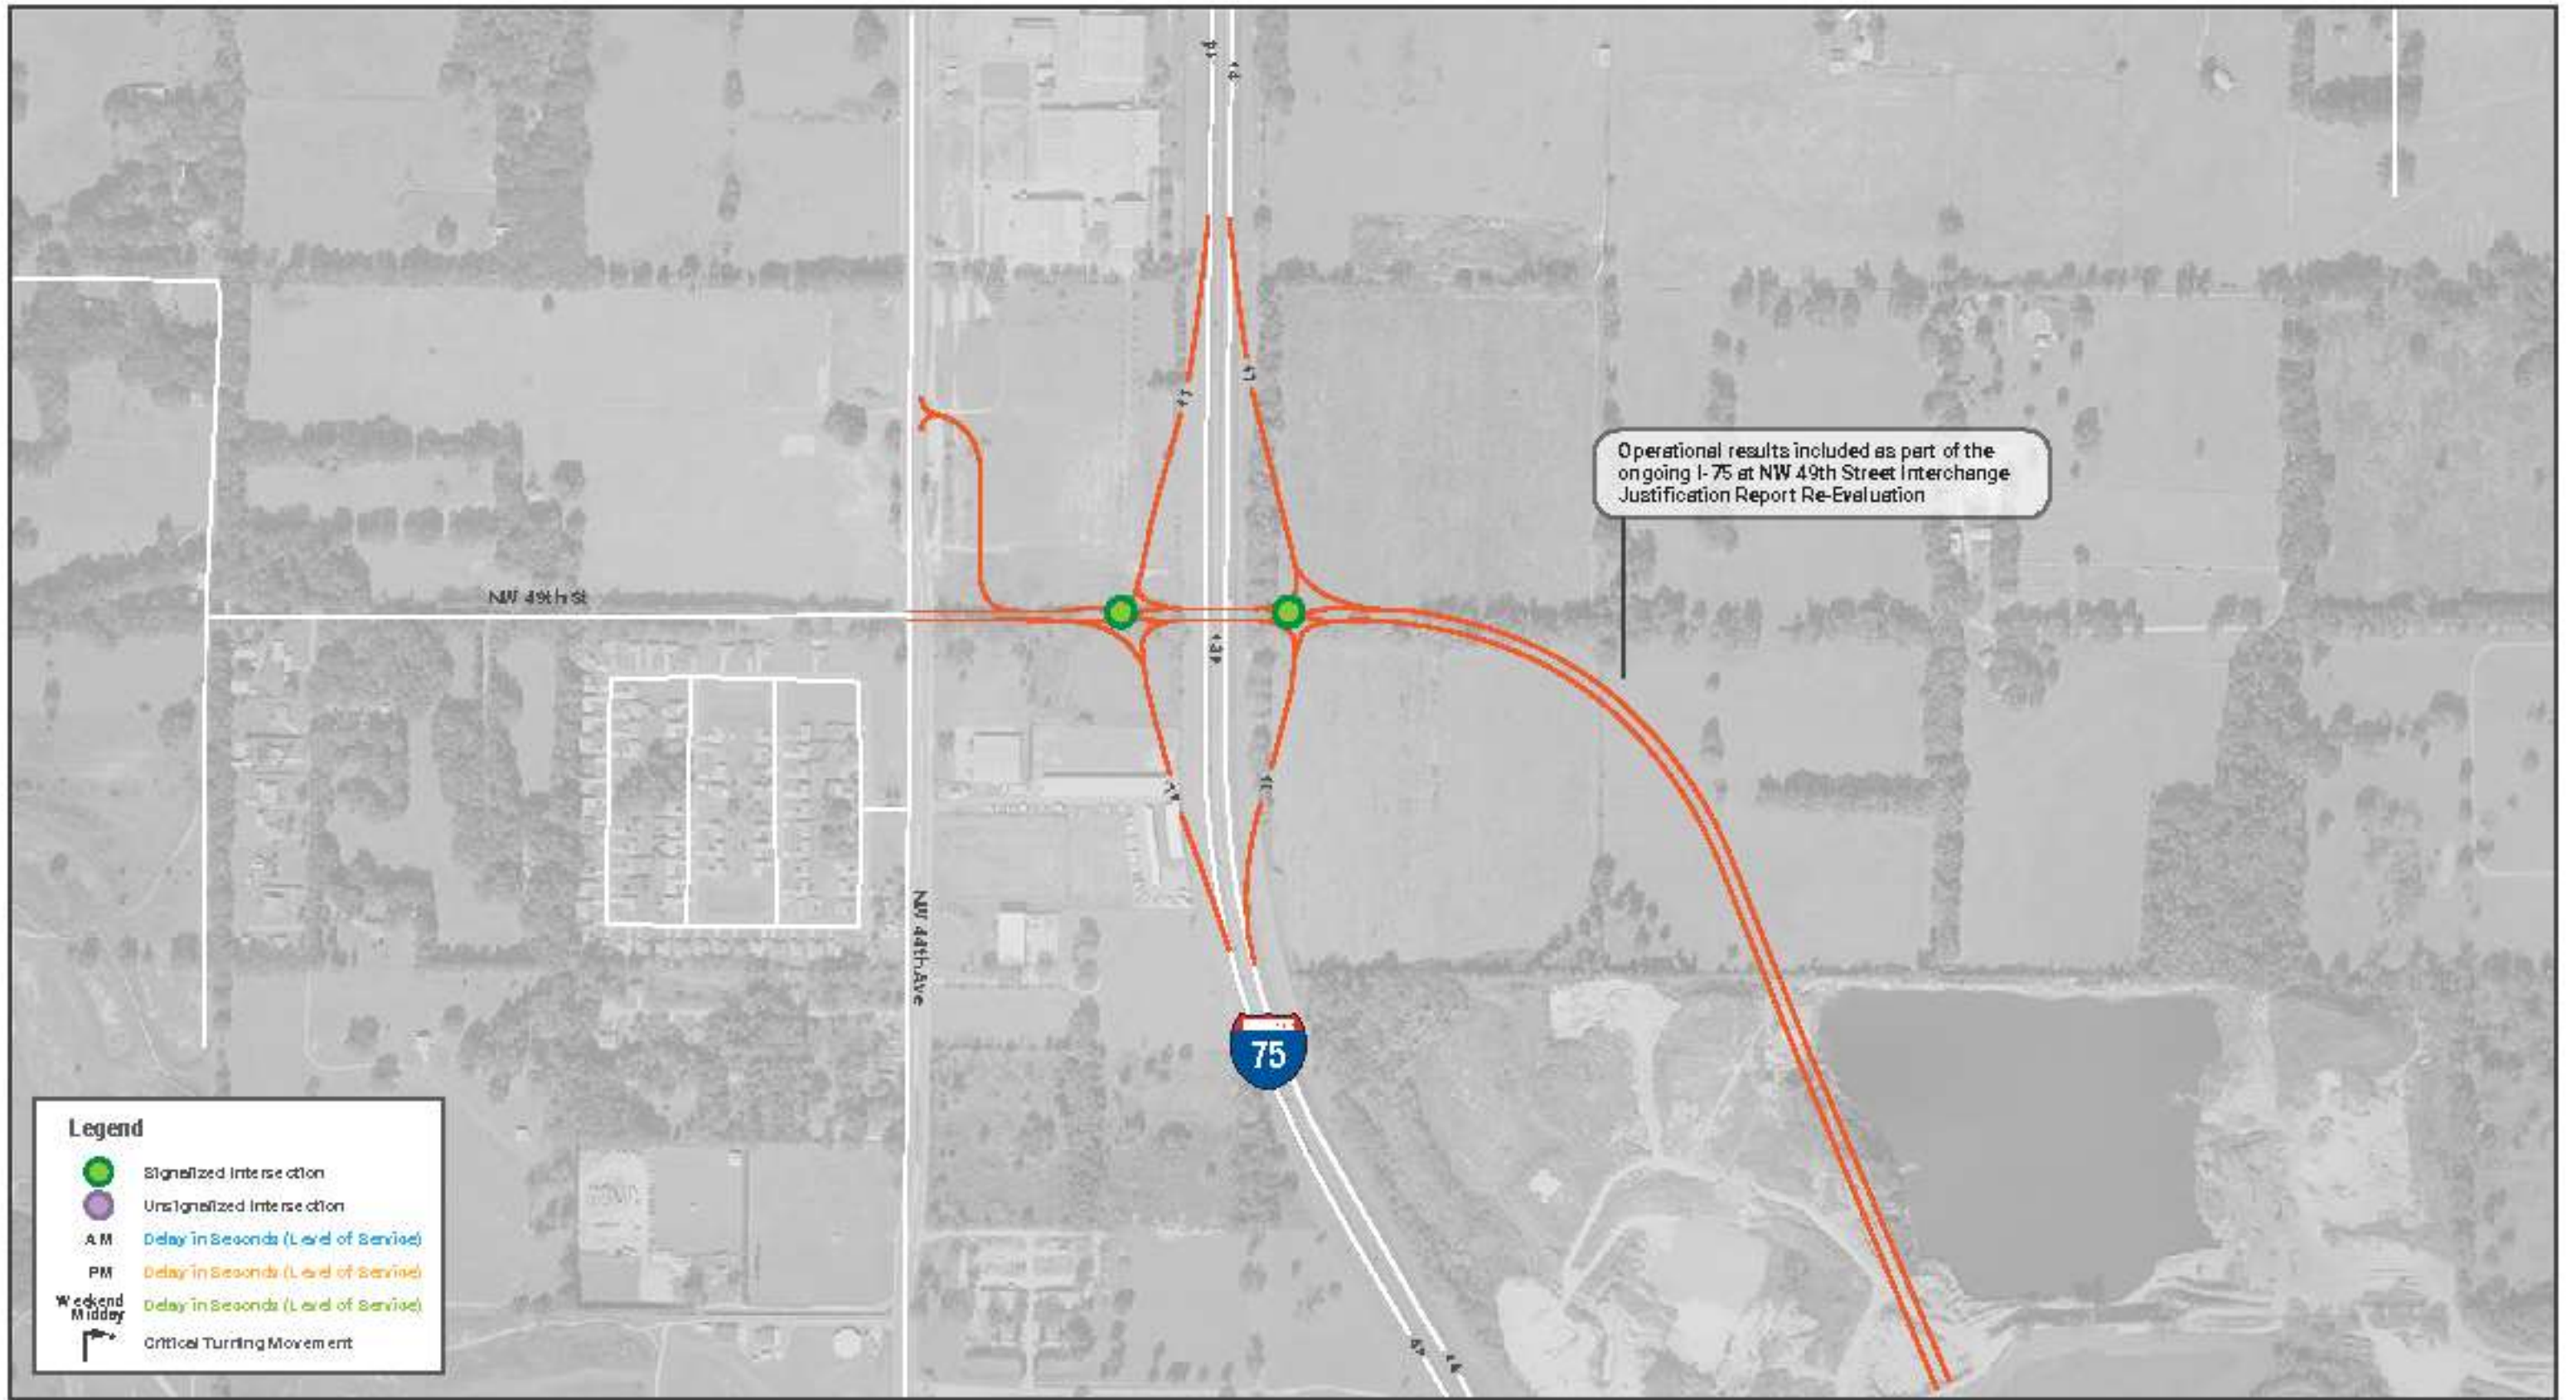 Operational results included as part of the
ongoing I-75 at NW 49th Street Interchange
Justification Report Re-Evaluation
NW 49th St
NW 44th Ave
75
Legend
Signalized Intersection
Unsignalized Intersection
AM Delay in Seconds (Level of Service)
PM Delay in Seconds (Level of Service)
Weekend
Midday Delay in Seconds (Level of Service)
Critical Turning Movement